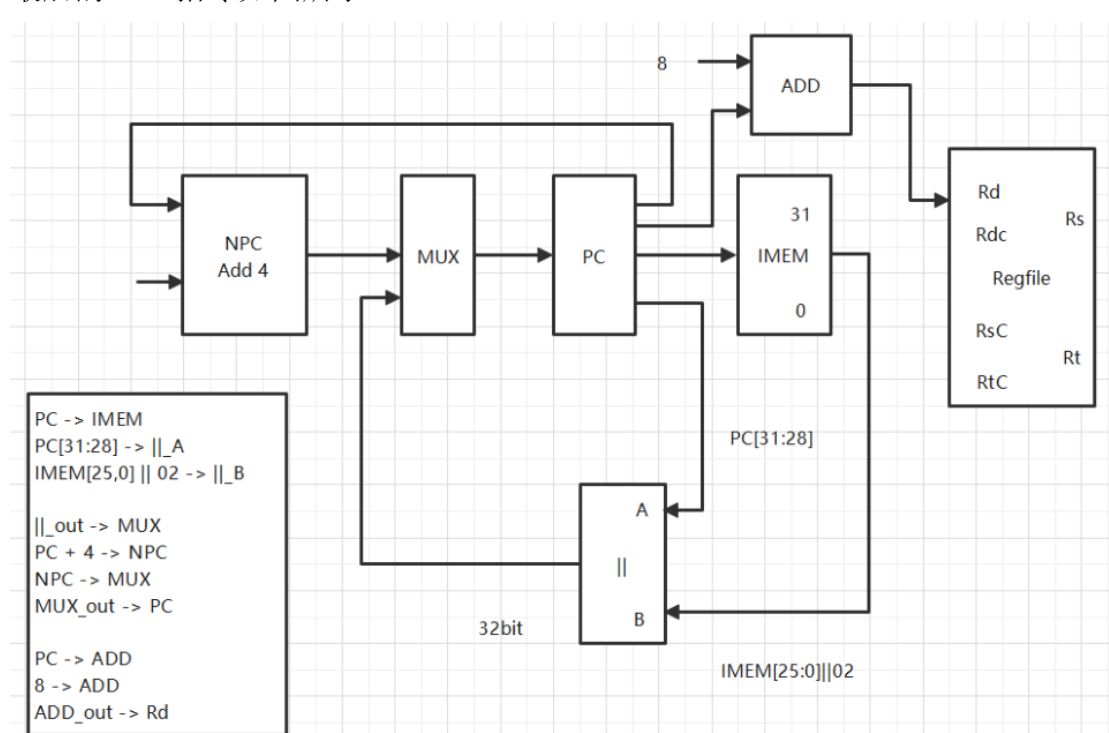 8
ADD
NPC
Add 4
MUX
PC
31
IMEM
0
Rd
Rs
Rdc
Regfile
RsC
Rt
RtC
PC -> IMEM
PC[31:28] -> ||_A
IMEM[25,0] || 02 -> ||_B
||_out -> MUX
PC + 4 -> NPC
NPC -> MUX
MUX_out -> PC
PC -> ADD
8 -> ADD
ADD_out -> Rd
PC[31:28]
A
||
B
32bit
IMEM[25:0]||02